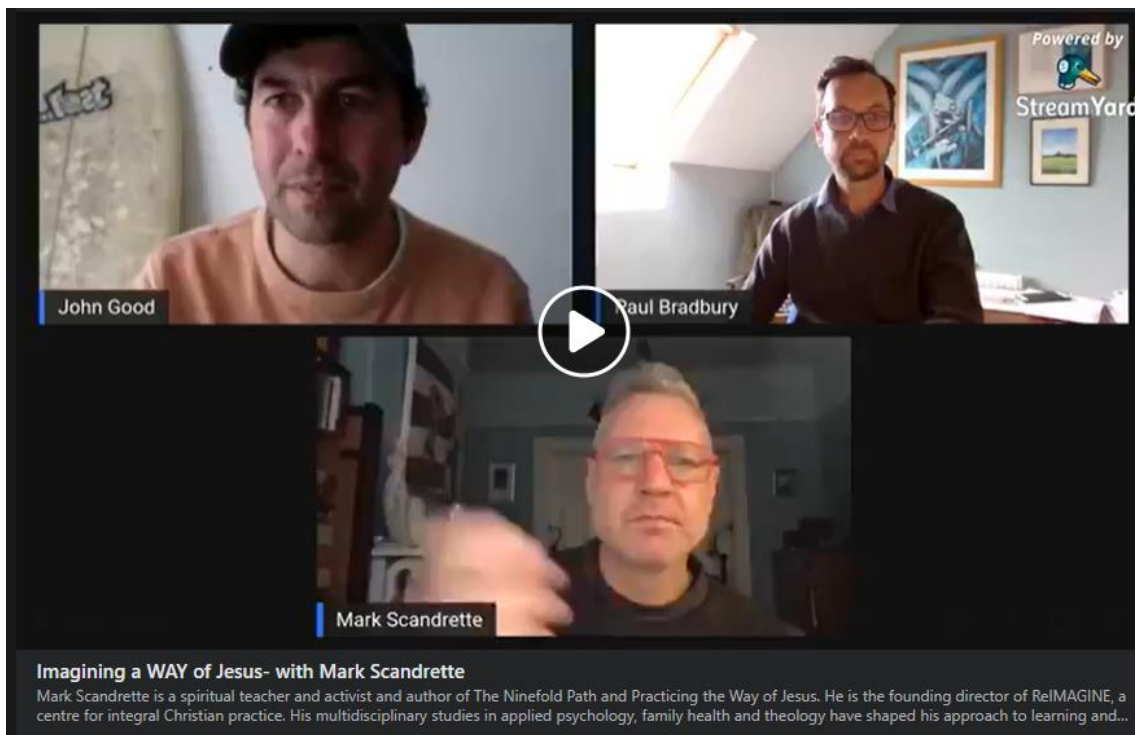 Powered by
StreamYard
...Lost
John Good
Paul Bradbury
Mark Scandrette
Imagining a WAY of Jesus- with Mark Scandrette
Mark Scandrette is a spiritual teacher and activist and author of The Ninefold Path and Practicing the Way of Jesus. He is the founding director of ReIMAGINE, a
centre for integral Christian practice. His multidisciplinary studies in applied psychology, family health and theology have shaped his approach to learning and...